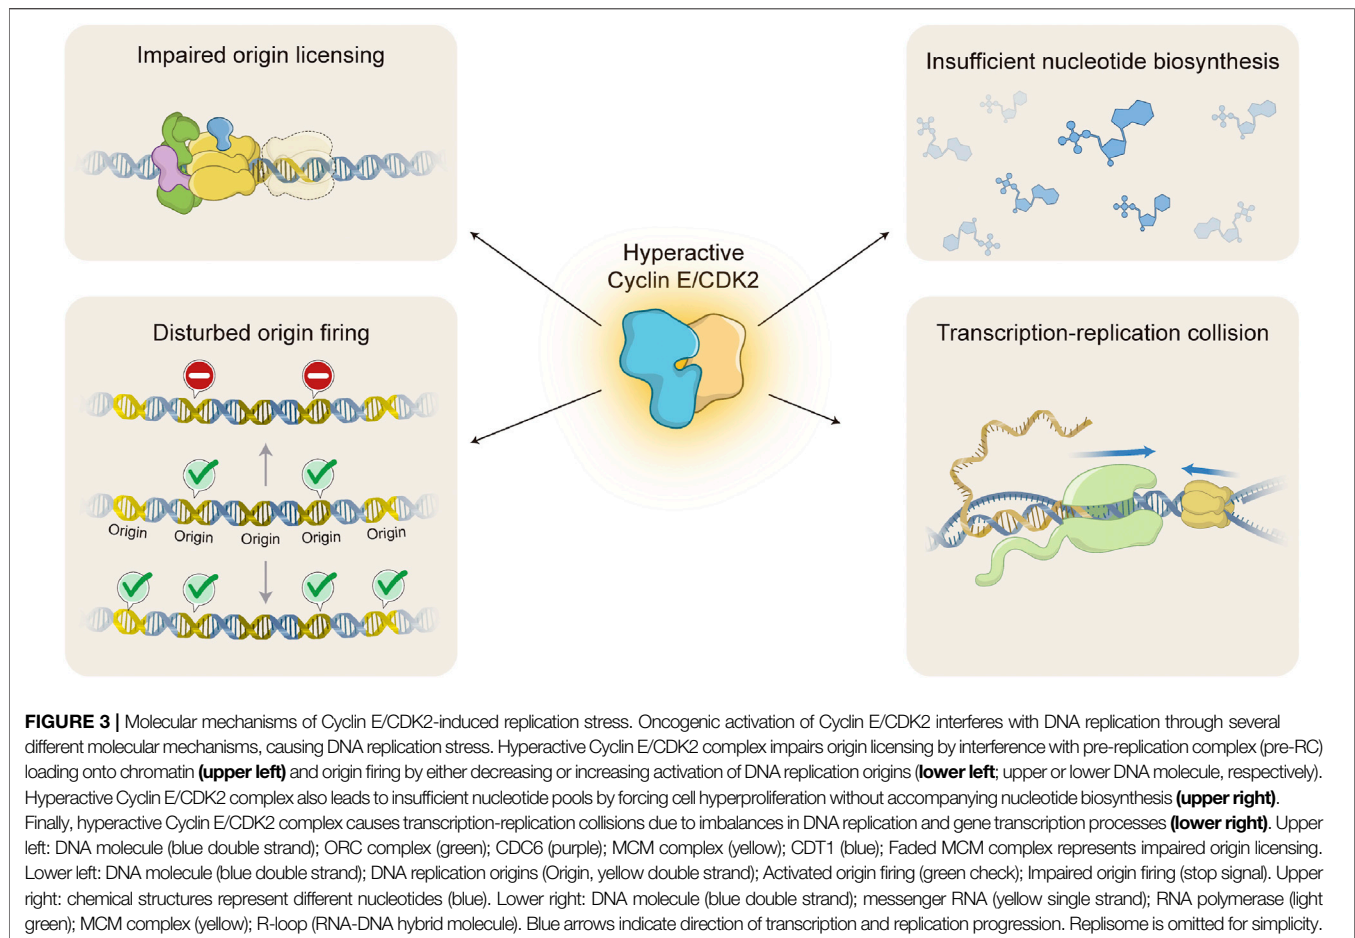 Impaired origin licensing
Insufficient nucleotide biosynthesis
Hyperactive
Cyclin E/CDK2
Disturbed origin firing
Origin
Origin
Origin
Origin
Origin
Transcription-replication collision
FIGURE 3 | Molecular mechanisms of Cyclin E/CDK2-induced replication stress. Oncogenic activation of Cyclin E/CDK2 interferes with DNA replication through several
different molecular mechanisms, causing DNA replication stress. Hyperactive Cyclin E/CDK2 complex impairs origin licensing by interference with pre-replication complex (pre-RC)
loading onto chromatin (upper left) and origin firing by either decreasing or increasing activation of DNA replication origins (lower left; upper or lower DNA molecule, respectively).
Hyperactive Cyclin E/CDK2 complex also leads to insufficient nucleotide pools by forcing cell hyperproliferation without accompanying nucleotide biosynthesis (upper right).
Finally, hyperactive Cyclin E/CDK2 complex causes transcription-replication collisions due to imbalances in DNA replication and gene transcription processes (lower right). Upper
left: DNA molecule (blue double strand); ORC complex (green); CDC6 (purple); MCM complex (yellow); CDT1 (blue); Faded MCM complex represents impaired origin licensing.
Lower left: DNA molecule (blue double strand); DNA replication origins (Origin, yellow double strand); Activated origin firing (green check); Impaired origin firing (stop signal). Upper
right: chemical structures represent different nucleotides (blue). Lower right: DNA molecule (blue double strand); messenger RNA (yellow single strand); RNA polymerase (light
green); MCM complex (yellow); R-loop (RNA-DNA hybrid molecule). Blue arrows indicate direction of transcription and replication progression. Replisome is omitted for simplicity.